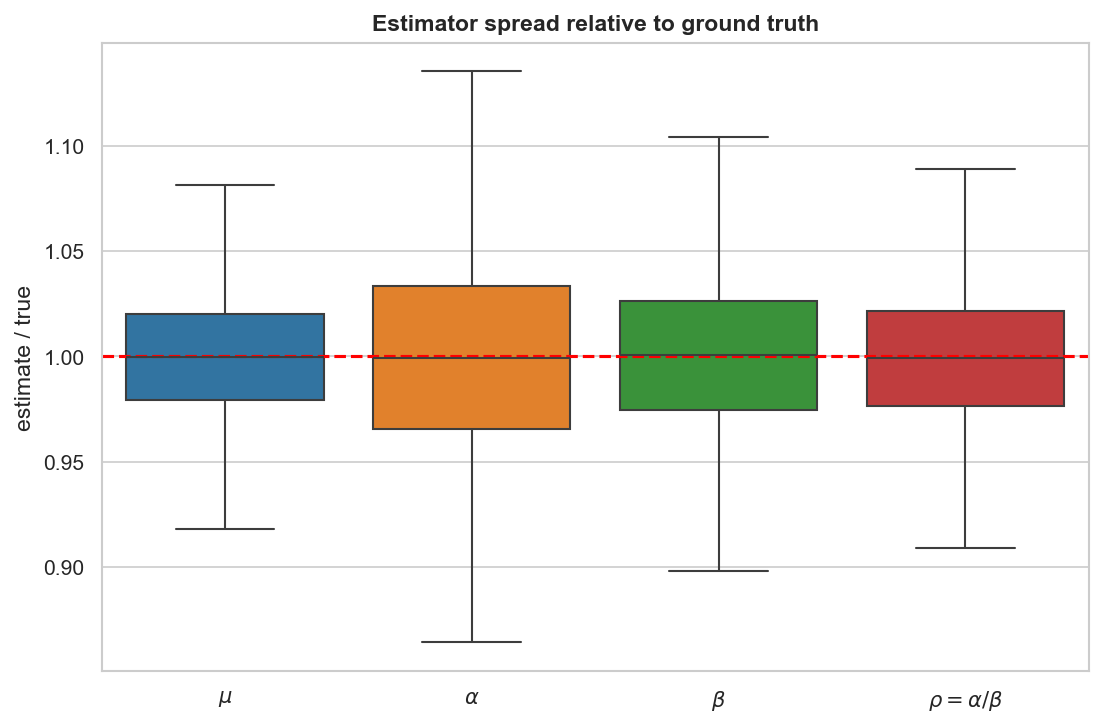 Estimator spread relative to ground truth
estimate / true
1.10
1.05
1.00
0.95
0.90
μ
α
β
ρ = α/β